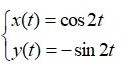 x(t) = cos 2t
y(t) = −sin 2t